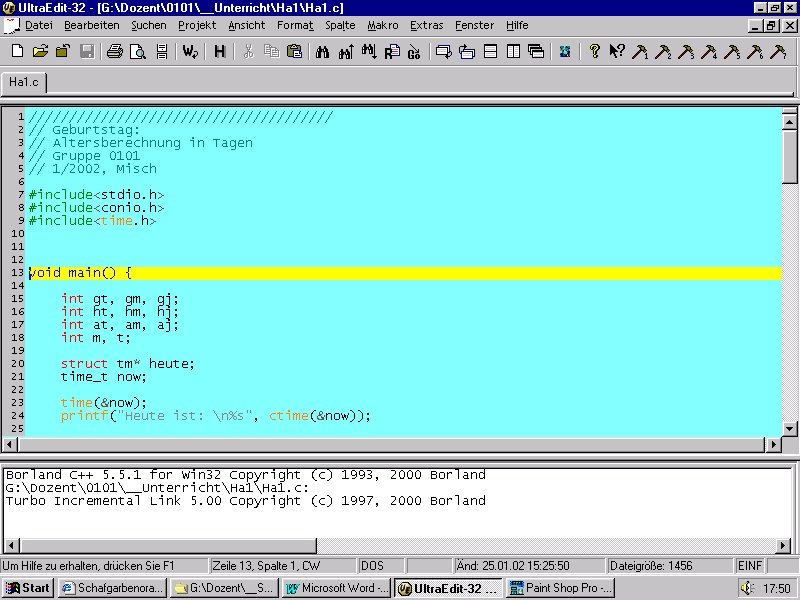 UltraEdit-32 - [G:\Dozent\0101\__Unterricht\Ha1\Ha1.c]
Datei Bearbeiten Suchen Projekt Ansicht Format Spalte Makro Extras Fenster Hilfe
Ha1.c
1 //////////////////////////////////////
2 // Geburtstag:
3 // Altersberechnung in Tagen
4 // Gruppe 0101
5 // 1/2002, Misch
6
7 #include<stdio.h>
8 #include<conio.h>
9 #include<time.h>
10
11
12
13 void main() {
14
15 int gt, gm, gj;
16 int ht, hm, hj;
17 int at, am, aj;
18 int m, t;
19
20 struct tm* heute;
21 time_t now;
22
23 time(&now);
24 printf("Heute ist: \n%s", ctime(&now));
25
Borland C++ 5.5.1 for Win32 Copyright (c) 1993, 2000 Borland
G:\Dozent\0101\__Unterricht\Ha1\Ha1.c:
Turbo Incremental Link 5.00 Copyright (c) 1997, 2000 Borland
Um Hilfe zu erhalten, drücken Sie F1 Zeile 13, Spalte 1, CW DOS Änd: 25.01.02 15:25:50 Dateigröße: 1456 EINF
Start Schafgarbenora... G:\Dozent\__S... Microsoft Word -... UltraEdit-32 ... Paint Shop Pro -... 17:50